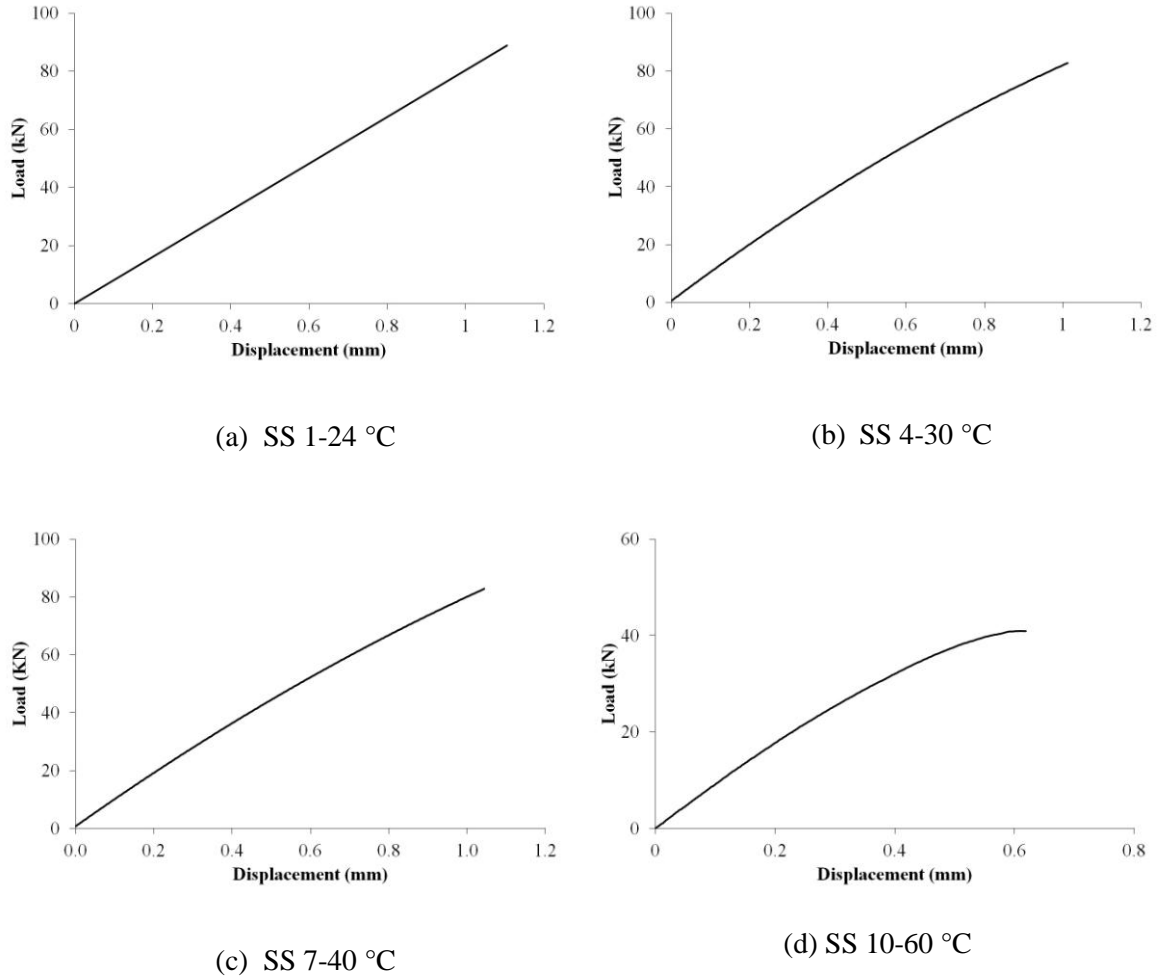 100
80
60
40
20
0
Load (kN)
0 0.2 0.4 0.6 0.8 1 1.2
Displacement (mm)
(a) SS 1-24 °C
100
80
60
40
20
0
Load (kN)
0 0.2 0.4 0.6 0.8 1 1.2
Displacement (mm)
(b) SS 4-30 °C
100
80
60
40
20
0
Load (KN)
0.0 0.2 0.4 0.6 0.8 1.0 1.2
Displacement (mm)
(c) SS 7-40 °C
60
40
20
0
Load (kN)
0 0.2 0.4 0.6 0.8
Displacement (mm)
(d) SS 10-60 °C